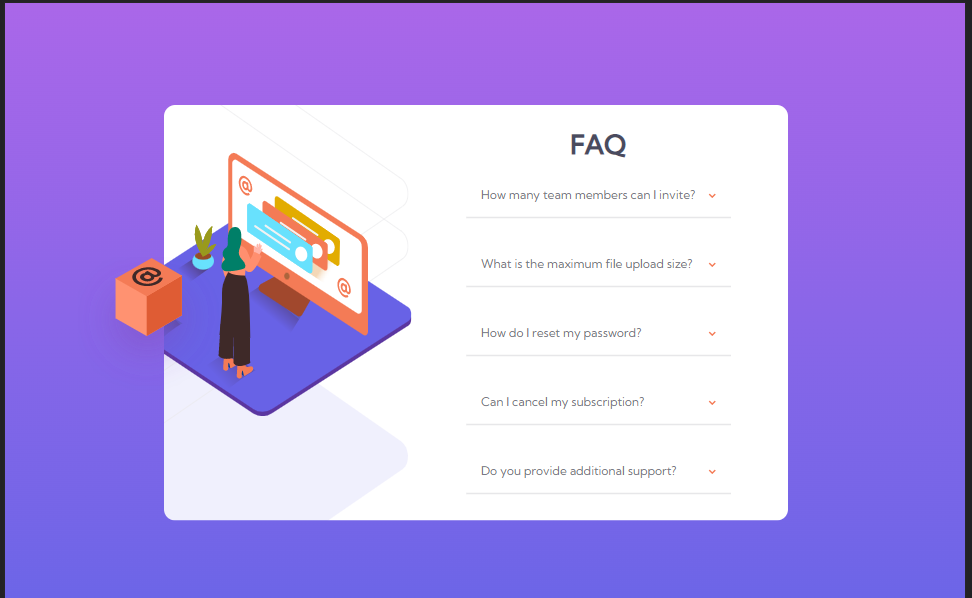 FAQ
How many team members can I invite?
What is the maximum file upload size?
How do I reset my password?
Can I cancel my subscription?
Do you provide additional support?
@
@
@